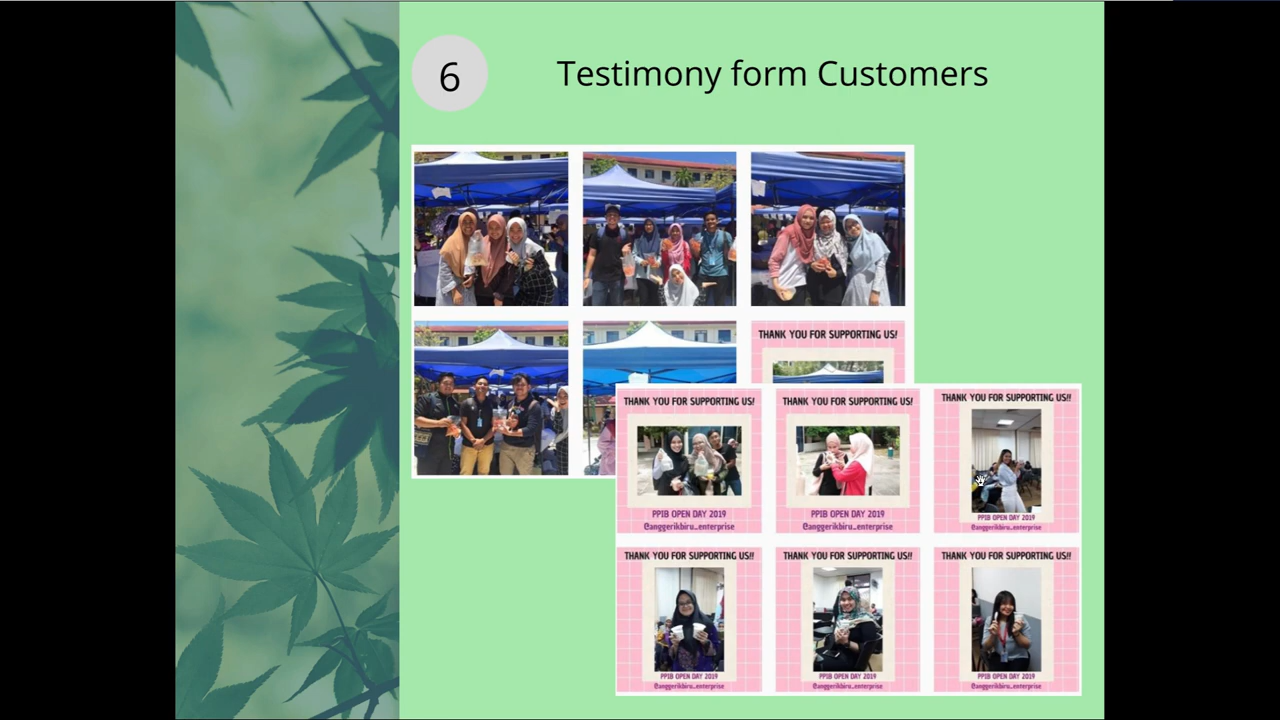 6
Testimony form Customers
THANK YOU FOR SUPPORTING US!
THANK YOU FOR SUPPORTING US!
PPIB OPEN DAY 2019
@anggerikbiru_enterprise
THANK YOU FOR SUPPORTING US!
PPIB OPEN DAY 2019
@anggerikbiru_enterprise
THANK YOU FOR SUPPORTING US!!
PPIB OPEN DAY 2019
@anggerikbiru_enterprise
THANK YOU FOR SUPPORTING US!!
PPIB OPEN DAY 2019
@anggerikbiru_enterprise
THANK YOU FOR SUPPORTING US!!
PPIB OPEN DAY 2019
@anggerikbiru_enterprise
THANK YOU FOR SUPPORTING US!!
PPIB OPEN DAY 2019
@anggerikbiru_enterprise